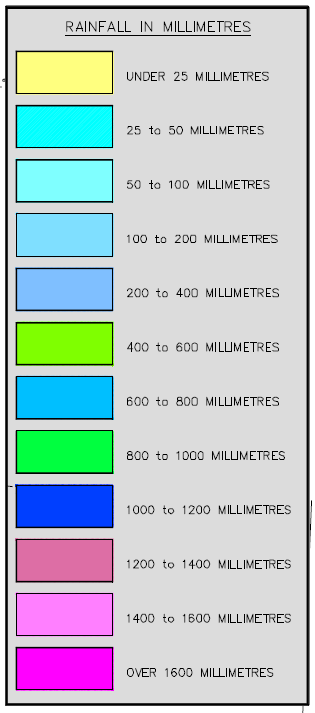 RAINFALL IN MILLIMETRES
UNDER 25 MILLIMETRES
25 to 50 MILLIMETRES
50 to 100 MILLIMETRES
100 to 200 MILLIMETRES
200 to 400 MILLIMETRES
400 to 600 MILLIMETRES
600 to 800 MILLIMETRES
800 to 1000 MILLIMETRES
1000 to 1200 MILLIMETRES
1200 to 1400 MILLIMETRES
1400 to 1600 MILLIMETRES
OVER 1600 MILLIMETRES